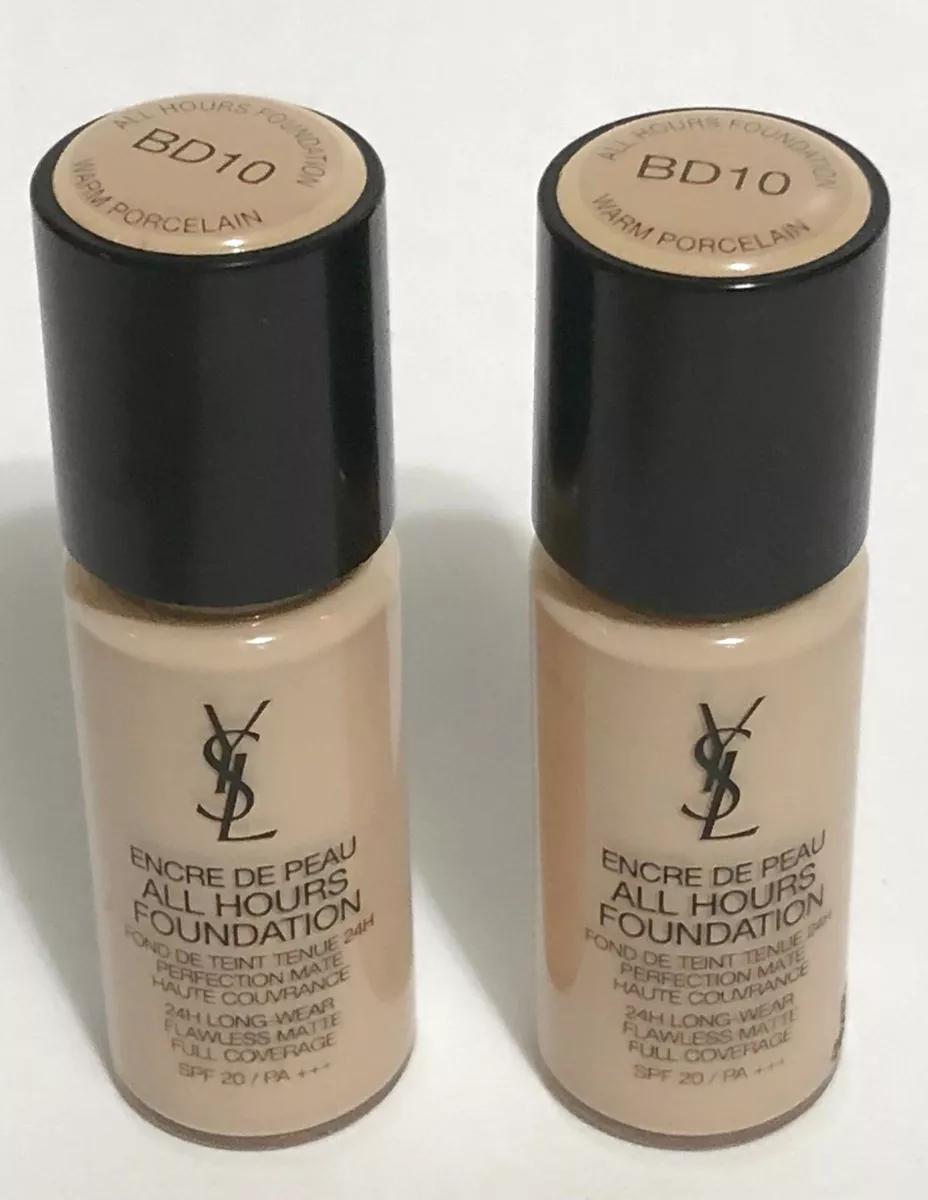 ALL HOURS FOUNDATION
BD10
WARM PORCELAIN
ALL HOURS FOUNDATION
BD10
WARM PORCELAIN
YSL
ENCRE DE PEAU
ALL HOURS
FOUNDATION
FOND DE TEINT TENUE 24H
PERFECTION MATE
HAUTE COUVRANCE
24H LONG-WEAR
FLAWLESS MATTE
FULL COVERAGE
SPF 20 / PA +++
YSL
ENCRE DE PEAU
ALL HOURS
FOUNDATION
FOND DE TEINT TENUE 24H
PERFECTION MATE
HAUTE COUVRANCE
24H LONG-WEAR
FLAWLESS MATTE
FULL COVERAGE
SPF 20 / PA +++